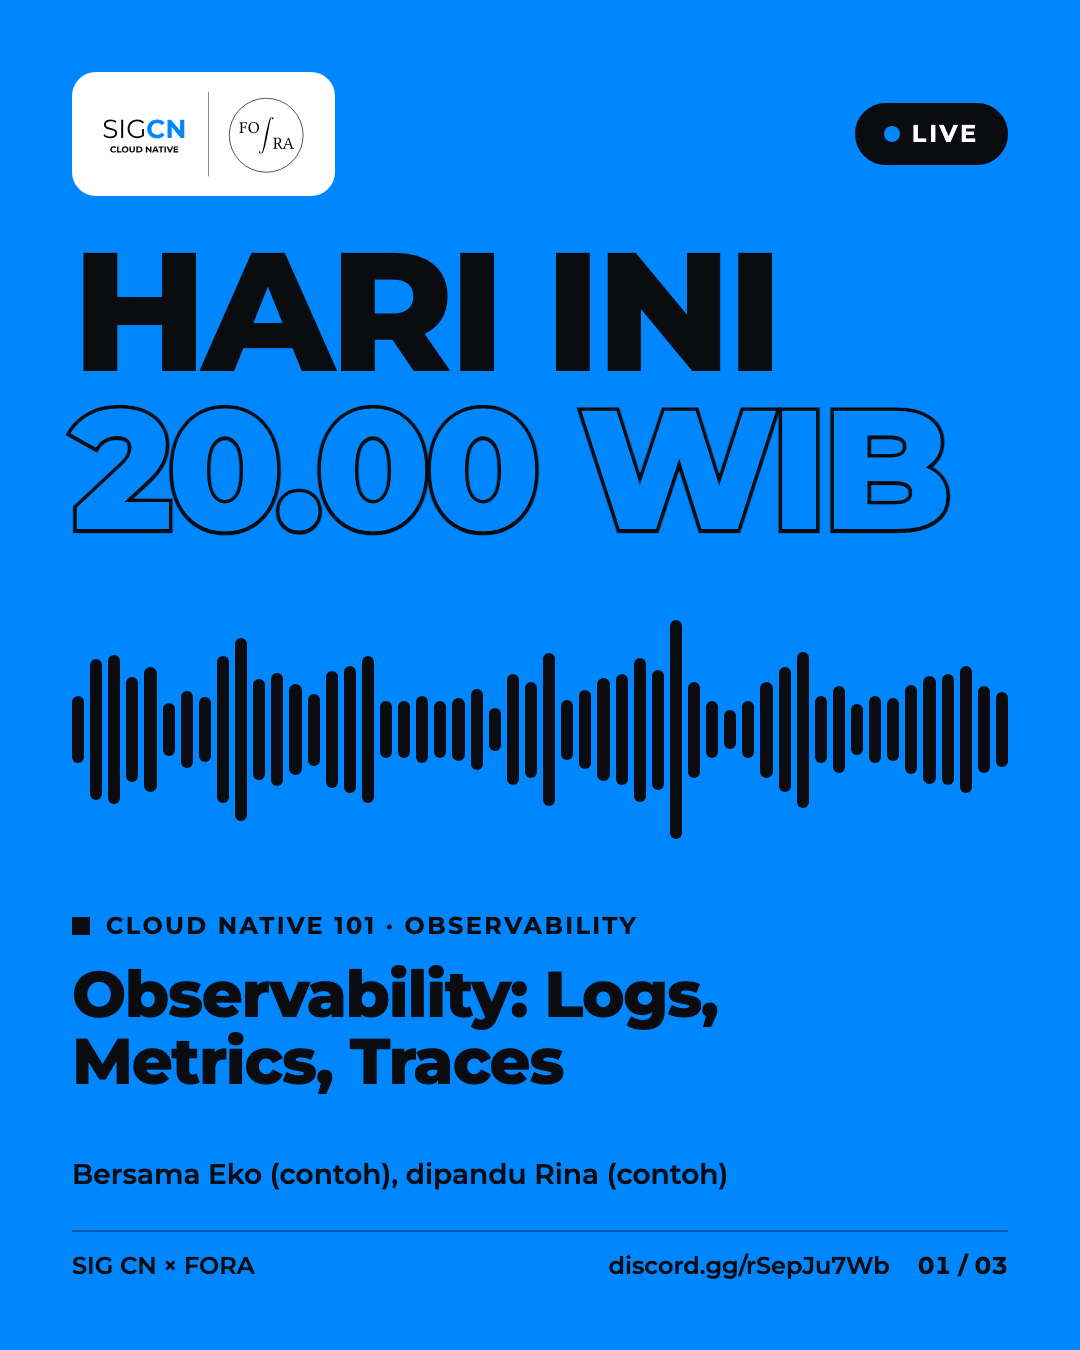 SIGCN
CLOUD NATIVE
FO
RA
LIVE
HARI INI
20.00 WIB
CLOUD NATIVE 101 · OBSERVABILITY
Observability: Logs,
Metrics, Traces
Bersama Eko (contoh), dipandu Rina (contoh)
SIG CN × FORA
discord.gg/rSepJu7Wb 01 / 03